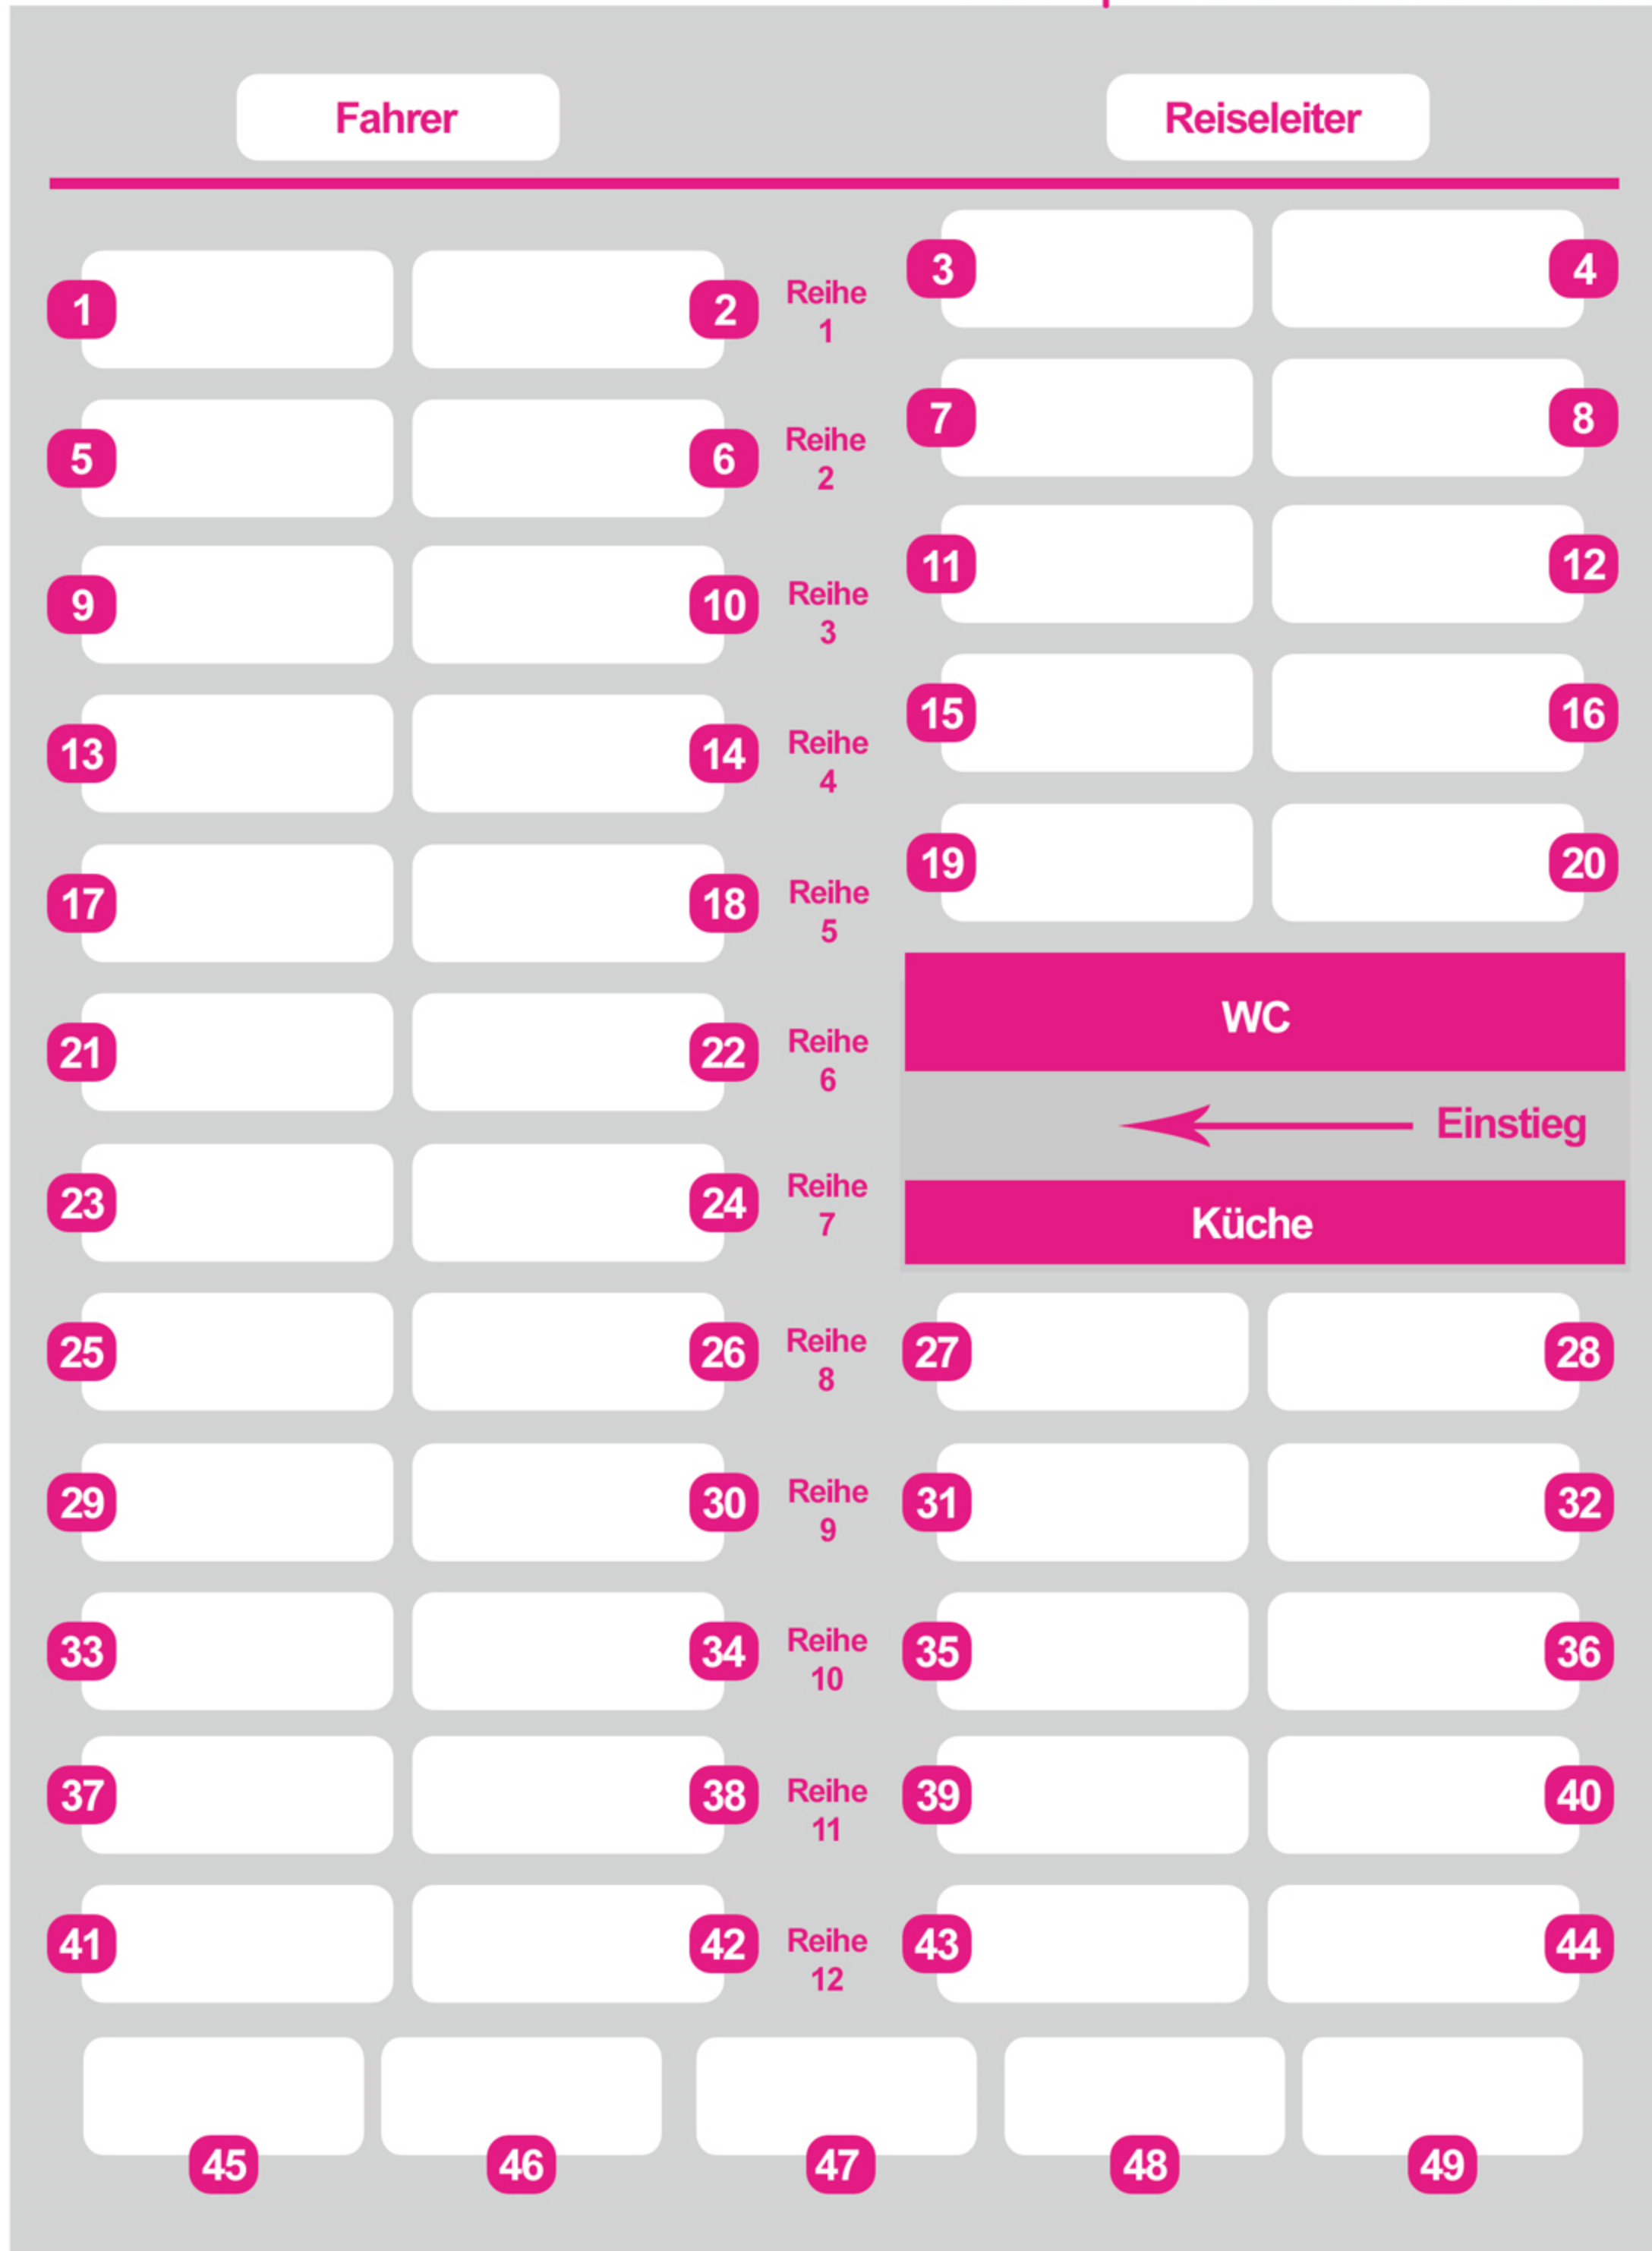 Fahrer Reiseleiter
3 4
1 2 Reihe
1
7 8
5 6 Reihe
2
11 12
9 10 Reihe
3
15 16
13 14 Reihe
4
19 20
17 18 Reihe
5
WC
21 22 Reihe
6
Einstieg
23 24 Reihe
7
Küche
25 26 Reihe 27 28
8
29 30 Reihe 31 32
9
33 34 Reihe 35 36
10
37 38 Reihe 39 40
11
41 42 Reihe 43 44
12
45 46 47 48 49